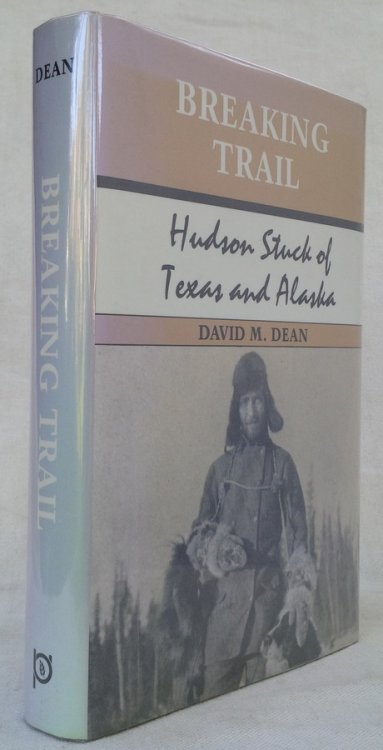 DEAN
BREAKING TRAIL
BREAKING
TRAIL
Hudson Stuck of
Texas and Alaska
DAVID M. DEAN